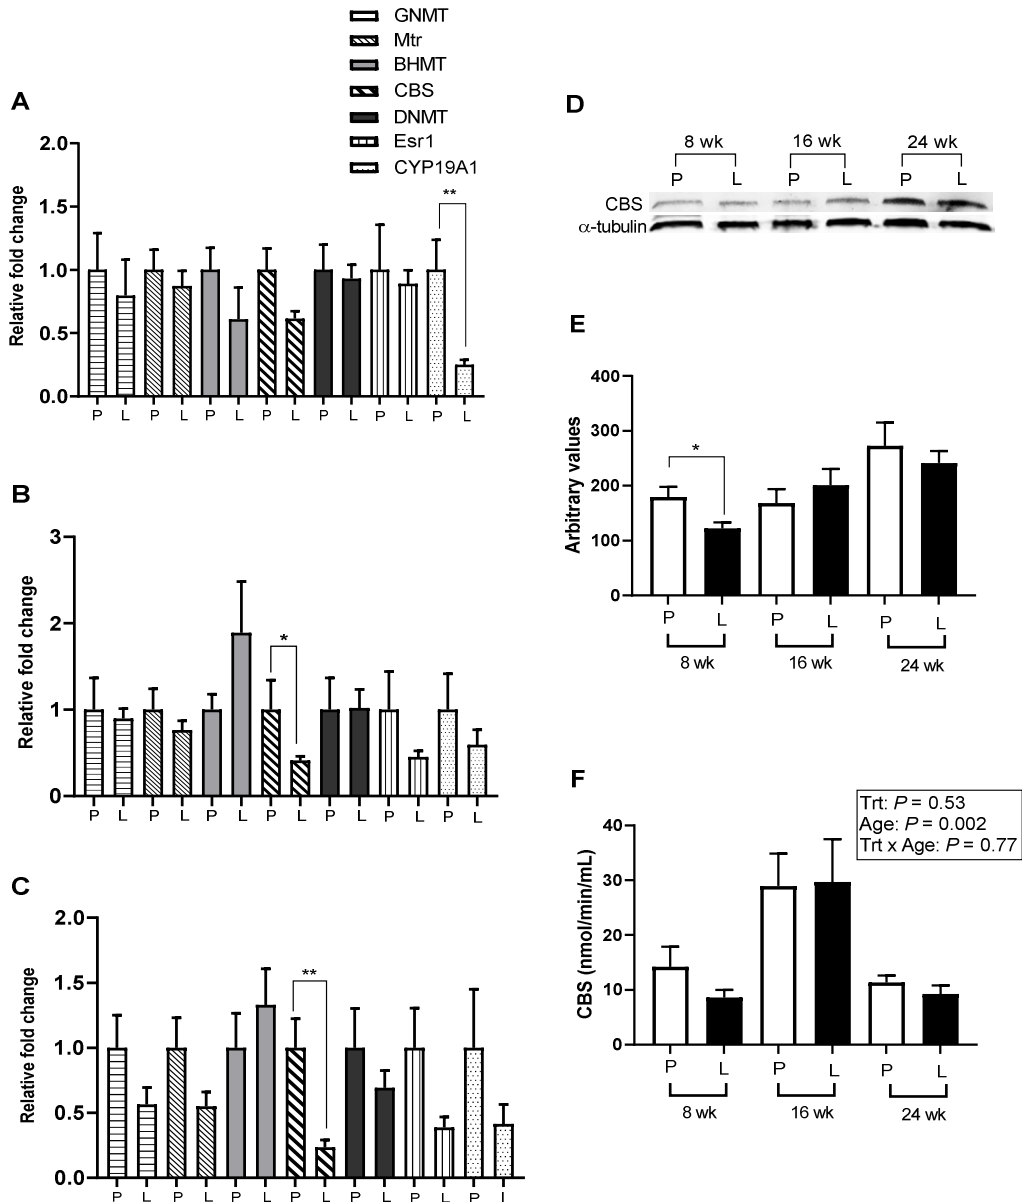 GNMT
Mtr
BHMT
CBS
DNMT
Esr1
CYP19A1
A
Relative fold change
2.0
1.5
1.0
0.5
0.0
**
P L P L P L P L P L P L P L
B
Relative fold change
3
2
1
0
*
P L P L P L P L P L P L P L
C
Relative fold change
2.0
1.5
1.0
0.5
0.0
**
P L P L P L P L P L P L P L
D
8 wk 16 wk 24 wk
P L P L P L
CBS
α-tubulin
E
Arbitrary values
400
300
200
100
0
*
P L P L P L
8 wk 16 wk 24 wk
F
Trt: P = 0.53
Age: P = 0.002
Trt x Age: P = 0.77
CBS (nmol/min/mL)
40
30
20
10
0
P L P L P L
8 wk 16 wk 24 wk